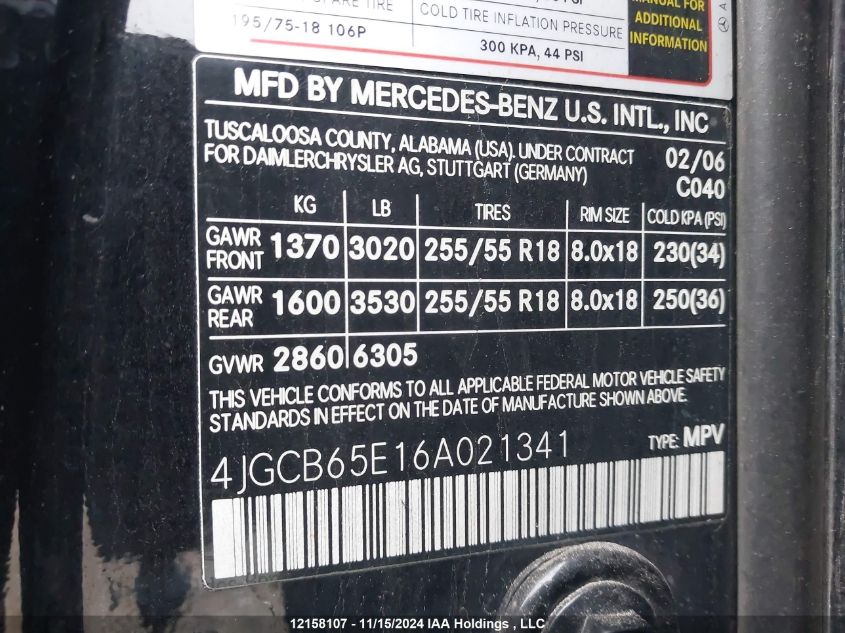 SPARE TIRE
195/75-18 106P
COLD TIRE INFLATION PRESSURE
300 KPA, 44 PSI
MANUAL FOR
ADDITIONAL
INFORMATION
MFD BY MERCEDES-BENZ U.S. INTL., INC
TUSCALOOSA COUNTY, ALABAMA (USA). UNDER CONTRACT
FOR DAIMLERCHRYSLER AG, STUTTGART (GERMANY)
02/06
C040
KG LB TIRES RIM SIZE COLD KPA (PSI)
GAWR FRONT 1370 3020 255/55 R18 8.0x18 230(34)
GAWR REAR 1600 3530 255/55 R18 8.0x18 250(36)
GVWR 2860 6305
THIS VEHICLE CONFORMS TO ALL APPLICABLE FEDERAL MOTOR VEHICLE SAFETY
STANDARDS IN EFFECT ON THE DATE OF MANUFACTURE SHOWN ABOVE.
4JGCB65E16A021341
TYPE: MPV
12158107 - 11/15/2024 IAA Holdings , LLC